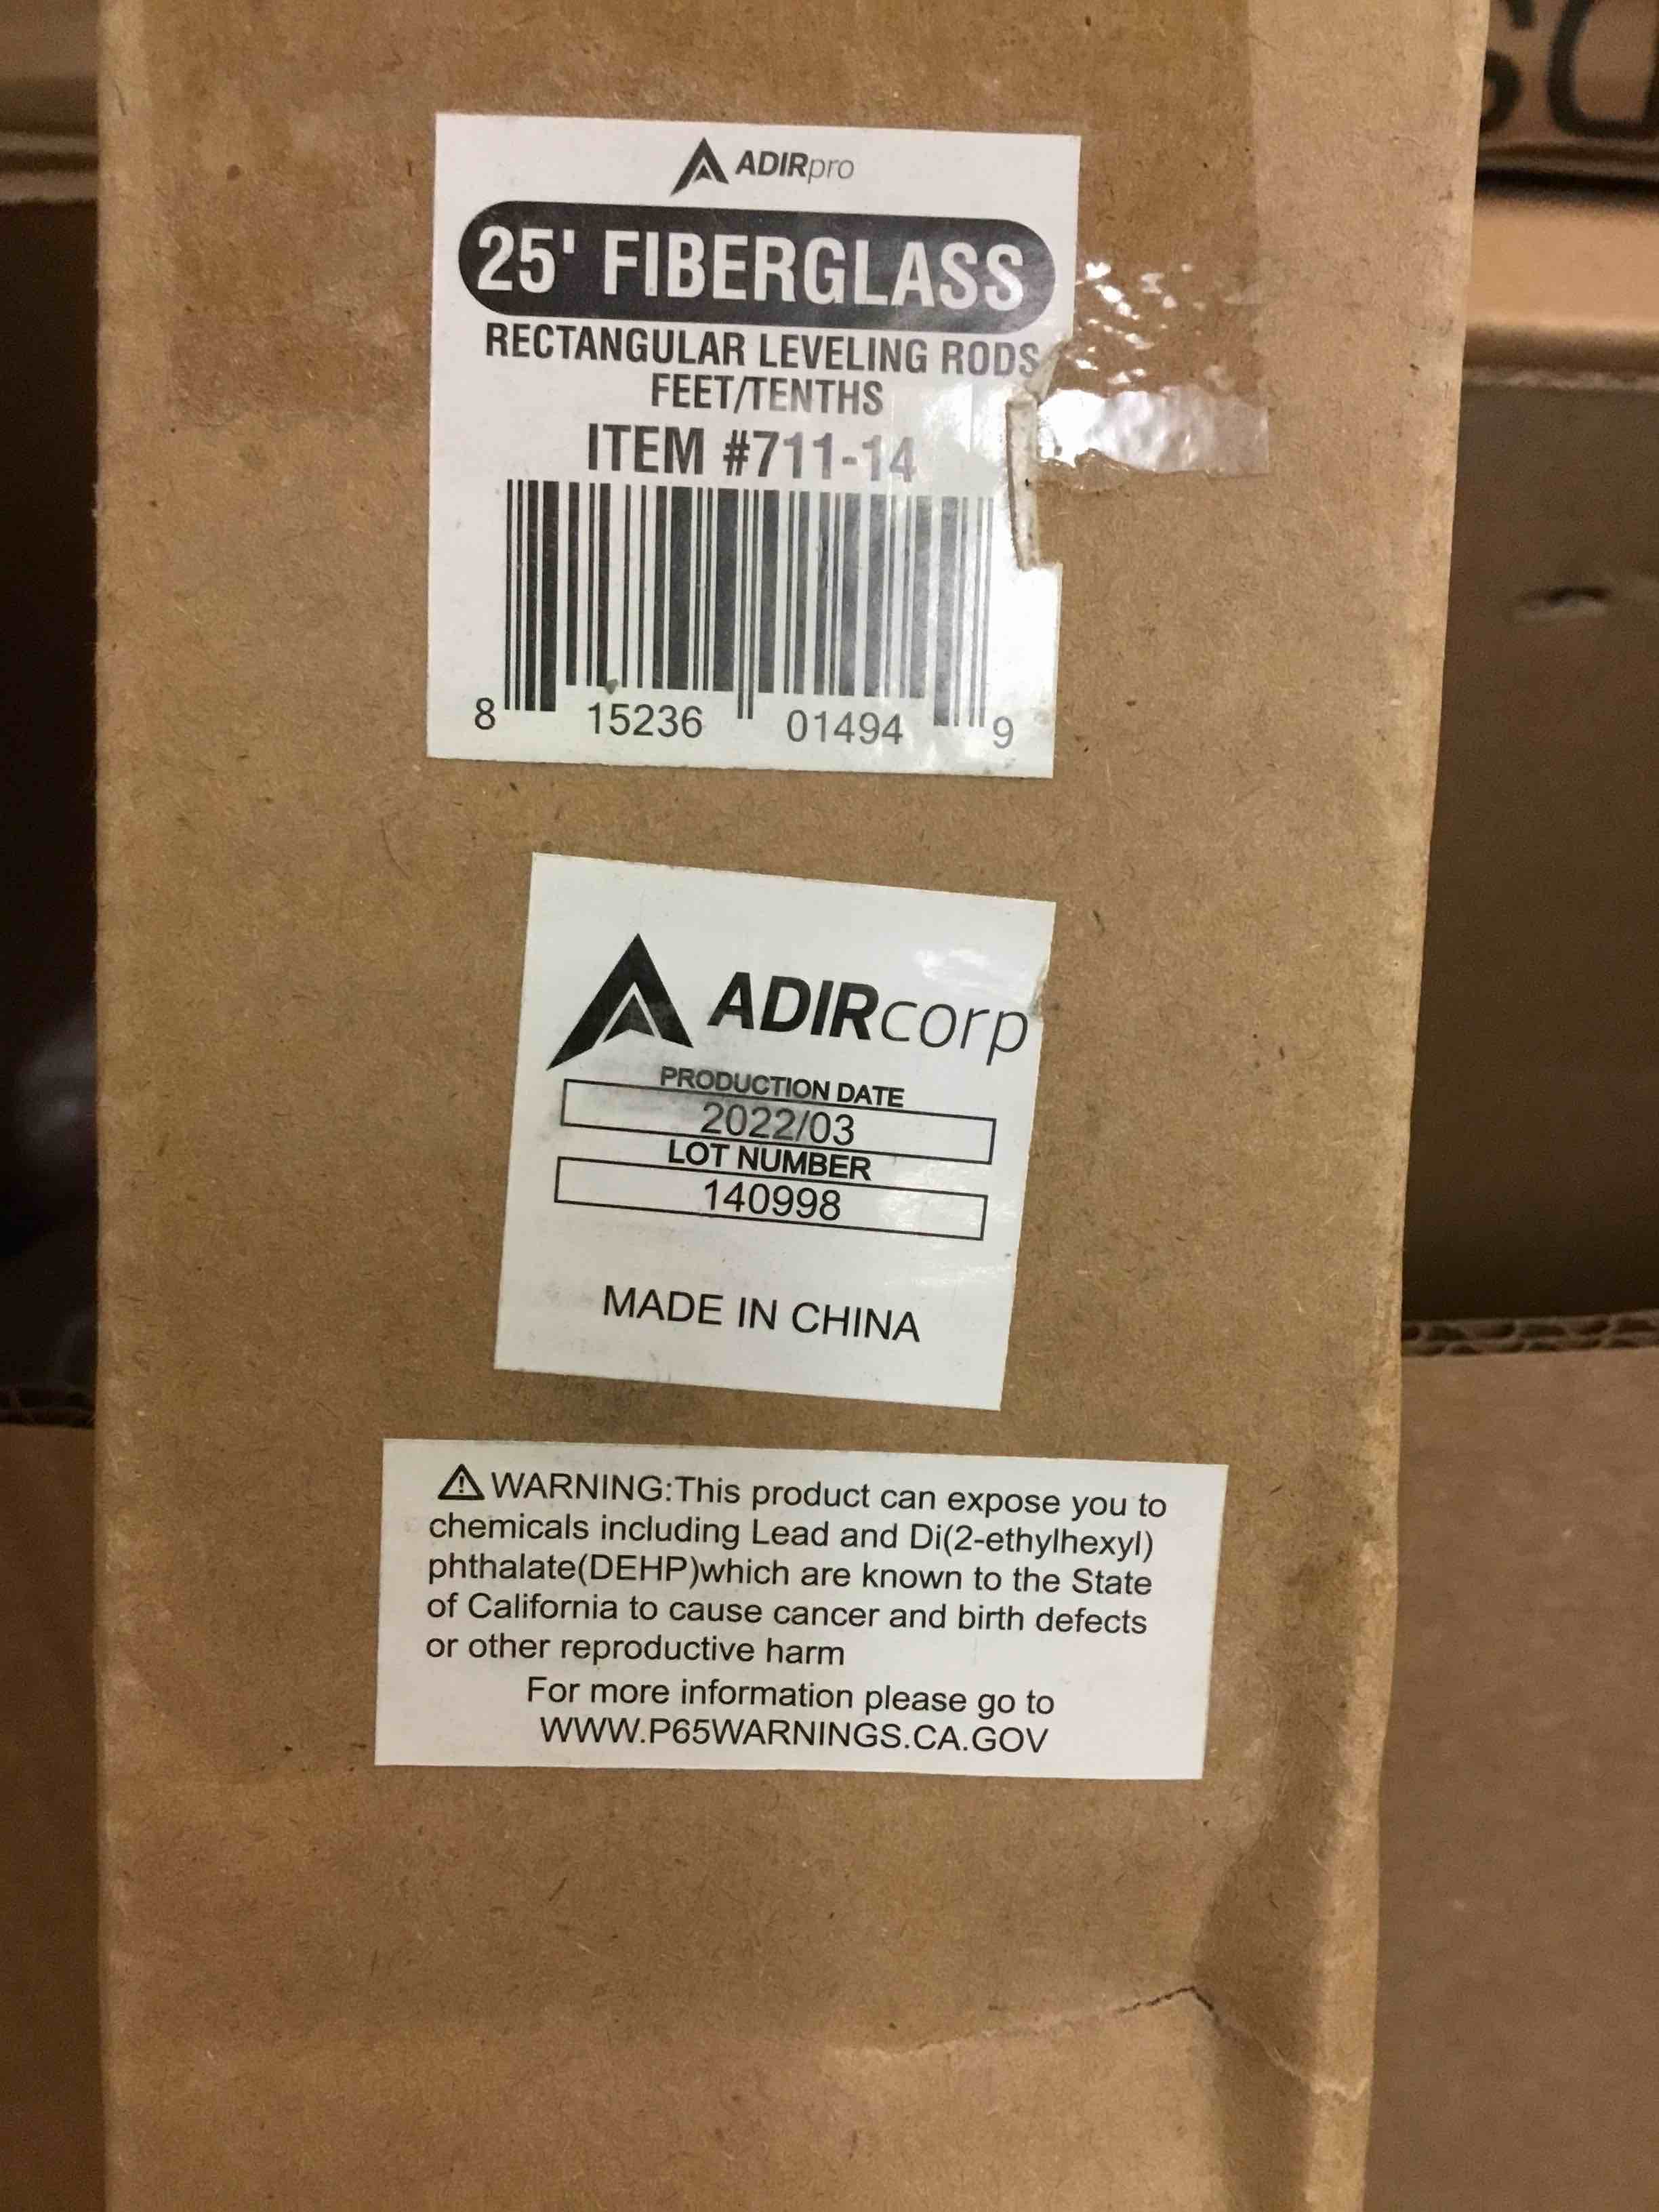 ADIRpro
25' FIBERGLASS
RECTANGULAR LEVELING RODS
FEET/TENTHS
ITEM #711-14
8 15236 01494 9
ADIRcorp
PRODUCTION DATE
2022/03
LOT NUMBER
140998
MADE IN CHINA
⚠ WARNING:This product can expose you to
chemicals including Lead and Di(2-ethylhexyl)
phthalate(DEHP)which are known to the State
of California to cause cancer and birth defects
or other reproductive harm
For more information please go to
WWW.P65WARNINGS.CA.GOV